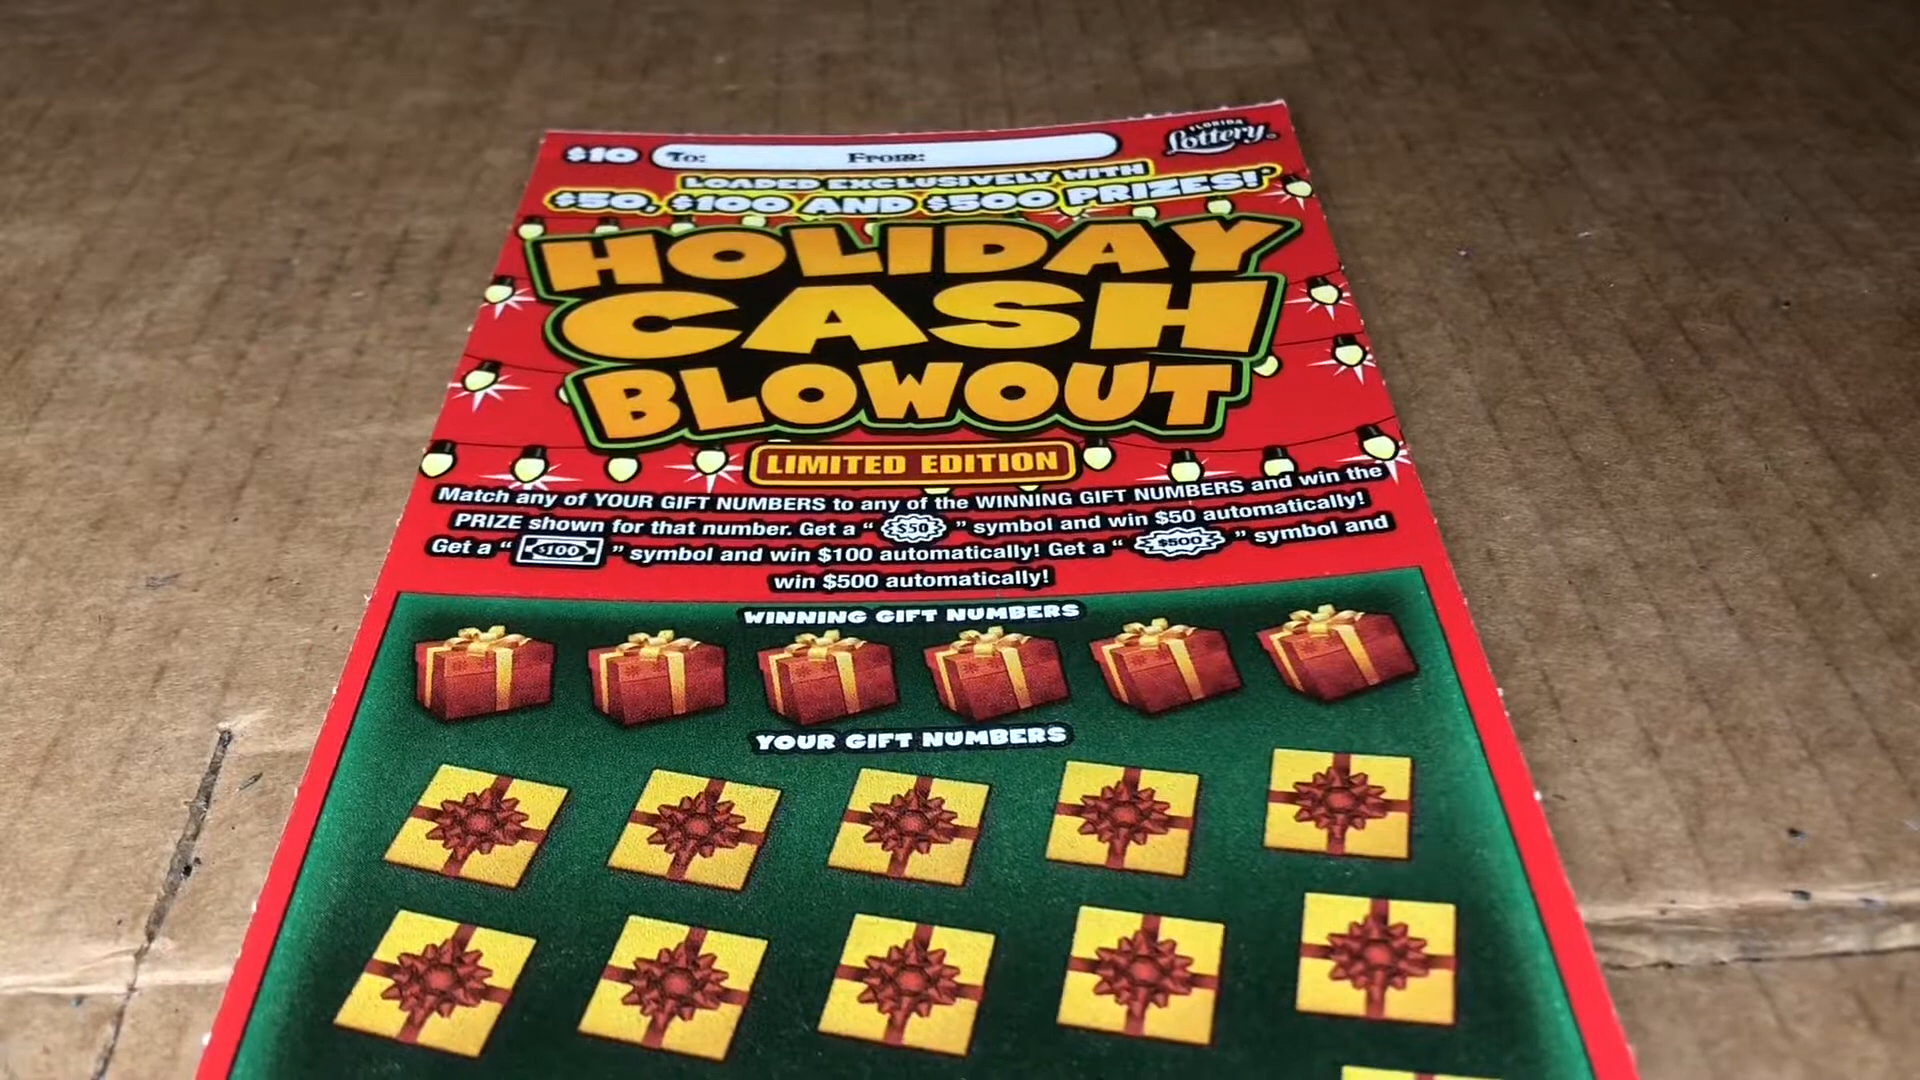 $10 To: From: FLORIDA Lottery
LOADED EXCLUSIVELY WITH
$50, $100 AND $500 PRIZES!*
HOLIDAY
CASH
BLOWOUT
LIMITED EDITION
Match any of YOUR GIFT NUMBERS to any of the WINNING GIFT NUMBERS and win the
PRIZE shown for that number. Get a “ $50 ” symbol and win $50 automatically!
Get a “ $100 ” symbol and win $100 automatically! Get a “ $500 ” symbol and
win $500 automatically!
WINNING GIFT NUMBERS
YOUR GIFT NUMBERS